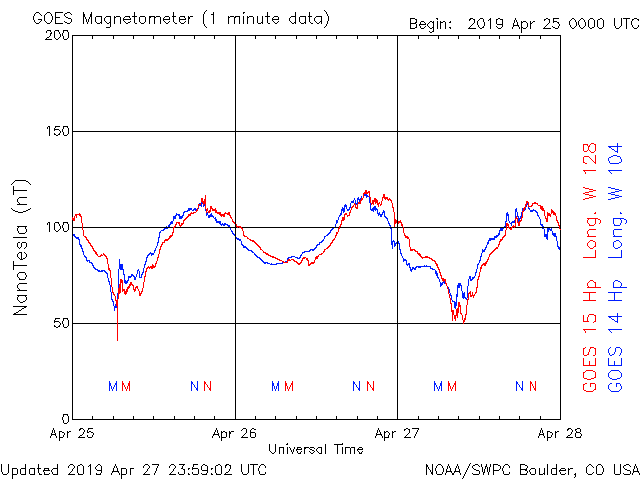 GOES Magnetometer (1 minute data)
Begin: 2019 Apr 25 0000 UTC
200
150
100
50
0
NanoTesla (nT)
M M N N M M N N M M N N
Apr 25 Apr 26 Apr 27 Apr 28
Universal Time
GOES 15 Hp Long. W 128
GOES 14 Hp Long. W 104
Updated 2019 Apr 27 23:59:02 UTC
NOAA/SWPC Boulder, CO USA